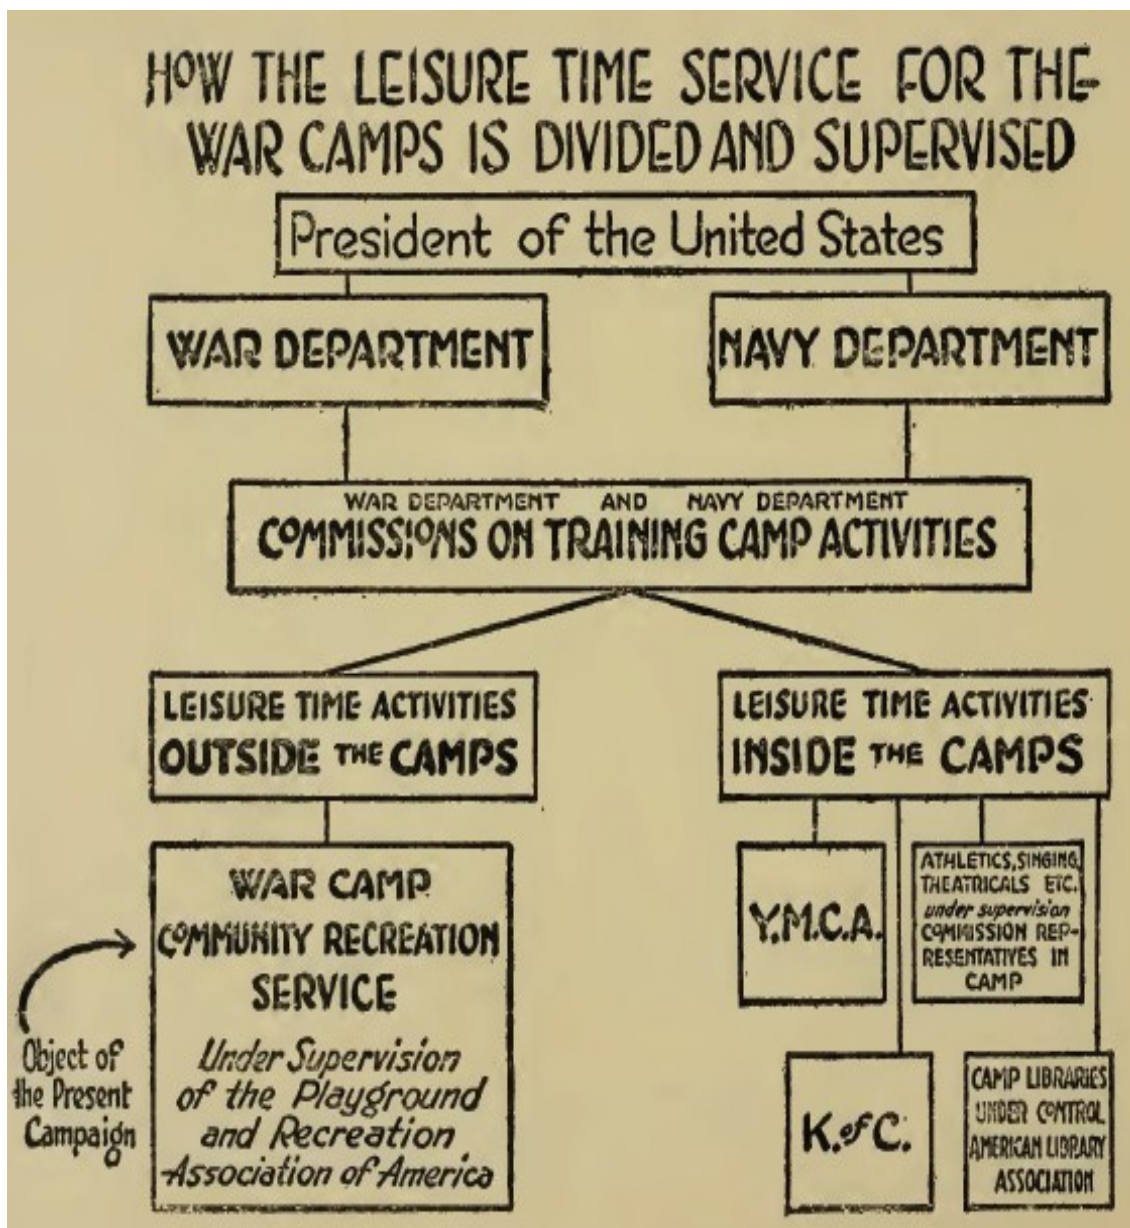 HOW THE LEISURE TIME SERVICE FOR THE
WAR CAMPS IS DIVIDED AND SUPERVISED
President of the United States
WAR DEPARTMENT
NAVY DEPARTMENT
WAR DEPARTMENT AND NAVY DEPARTMENT
COMMISSIONS ON TRAINING CAMP ACTIVITIES
LEISURE TIME ACTIVITIES
OUTSIDE THE CAMPS
LEISURE TIME ACTIVITIES
INSIDE THE CAMPS
WAR CAMP
COMMUNITY RECREATION
SERVICE
Under Supervision
of the Playground
and Recreation
Association of America
Object of
the Present
Campaign
Y.M.C.A.
ATHLETICS, SINGING,
THEATRICALS ETC.
under supervision
COMMISSION REP-
RESENTATIVES IN
CAMP
K. of C.
CAMP LIBRARIES
UNDER CONTROL
AMERICAN LIBRARY
ASSOCIATION